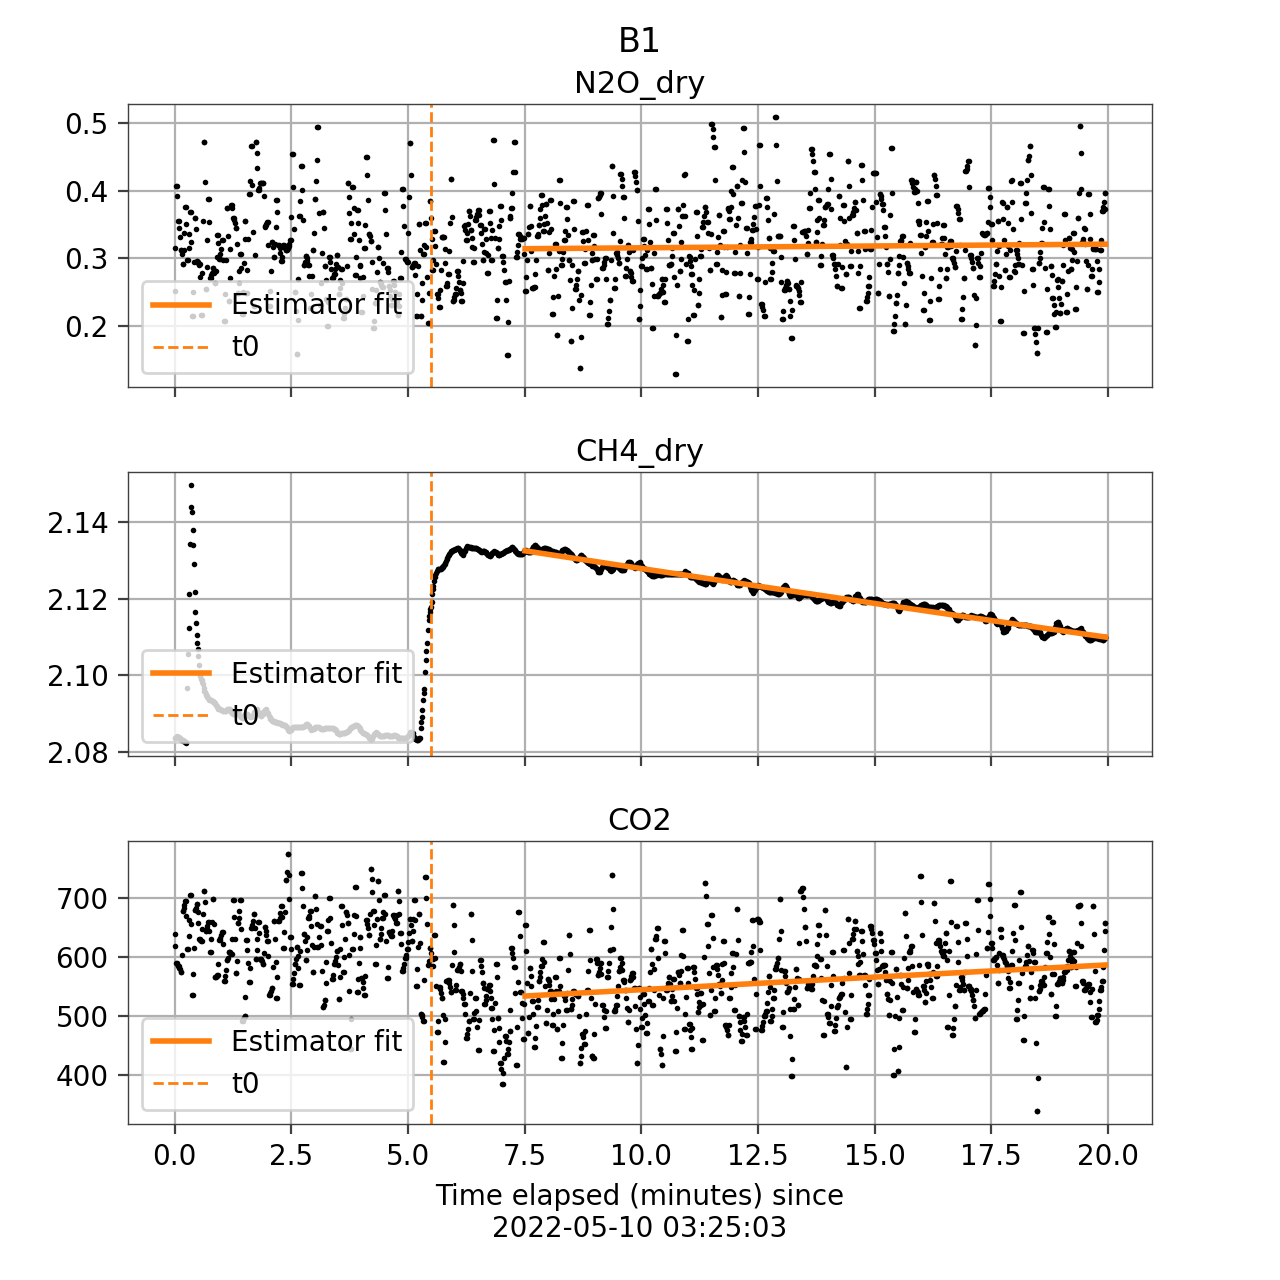 B1
N2O_dry
0.5
0.4
0.3
0.2
Estimator fit
t0
CH4_dry
2.14
2.12
2.10
2.08
Estimator fit
t0
CO2
700
600
500
400
Estimator fit
t0
0.0 2.5 5.0 7.5 10.0 12.5 15.0 17.5 20.0
Time elapsed (minutes) since
2022-05-10 03:25:03